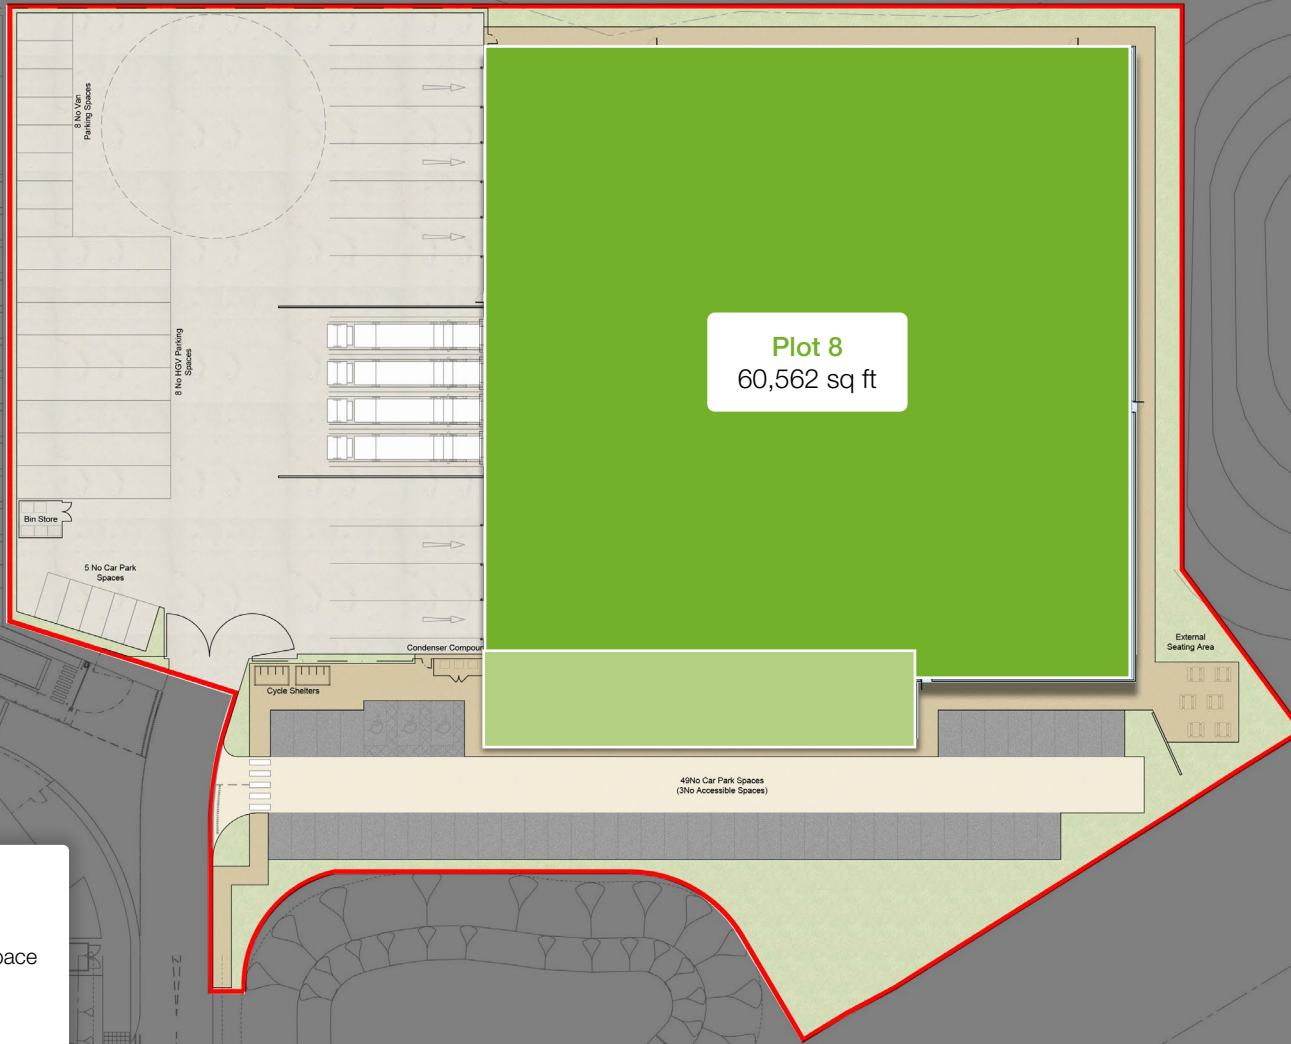 8 No Van
Parking Spaces
8 No HGV Parking
Spaces
Plot 8
60,562 sq ft
Bin Store
5 No Car Park
Spaces
Condenser Compoun
External
Seating Area
Cycle Shelters
49No Car Park Spaces
(3No Accessible Spaces)
pace